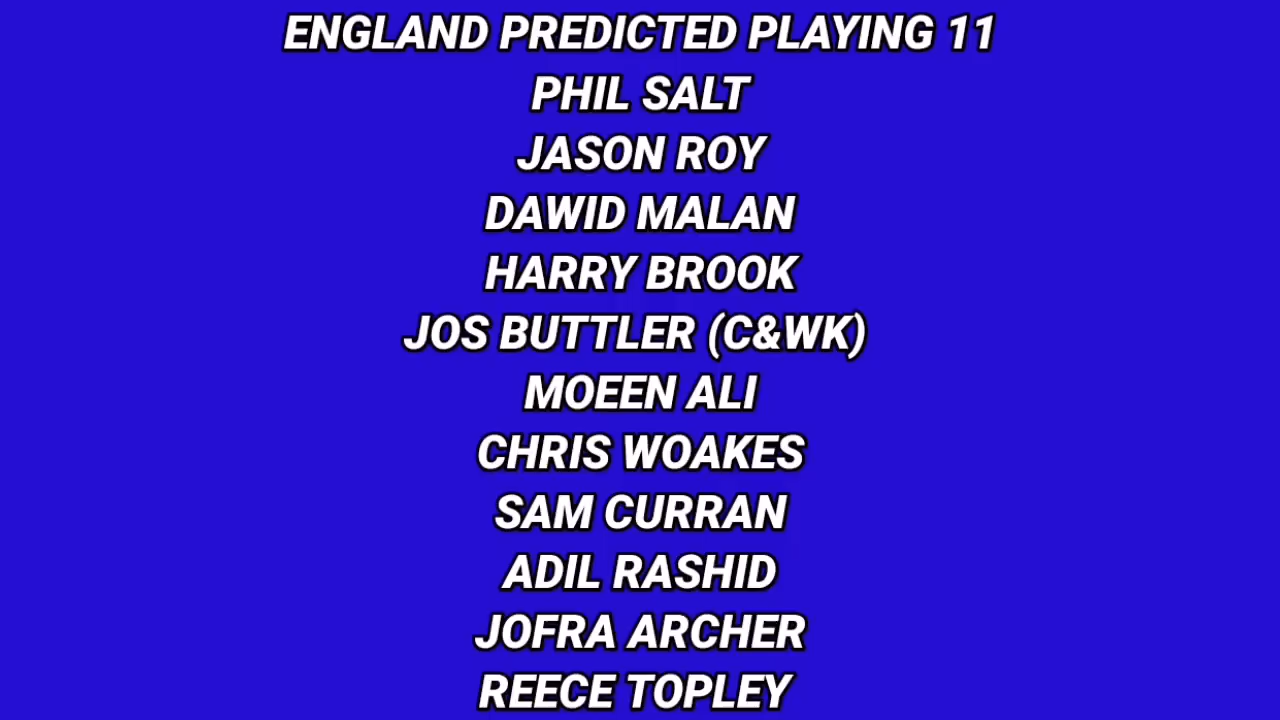 ENGLAND PREDICTED PLAYING 11
PHIL SALT
JASON ROY
DAWID MALAN
HARRY BROOK
JOS BUTTLER (C&WK)
MOEEN ALI
CHRIS WOAKES
SAM CURRAN
ADIL RASHID
JOFRA ARCHER
REECE TOPLEY